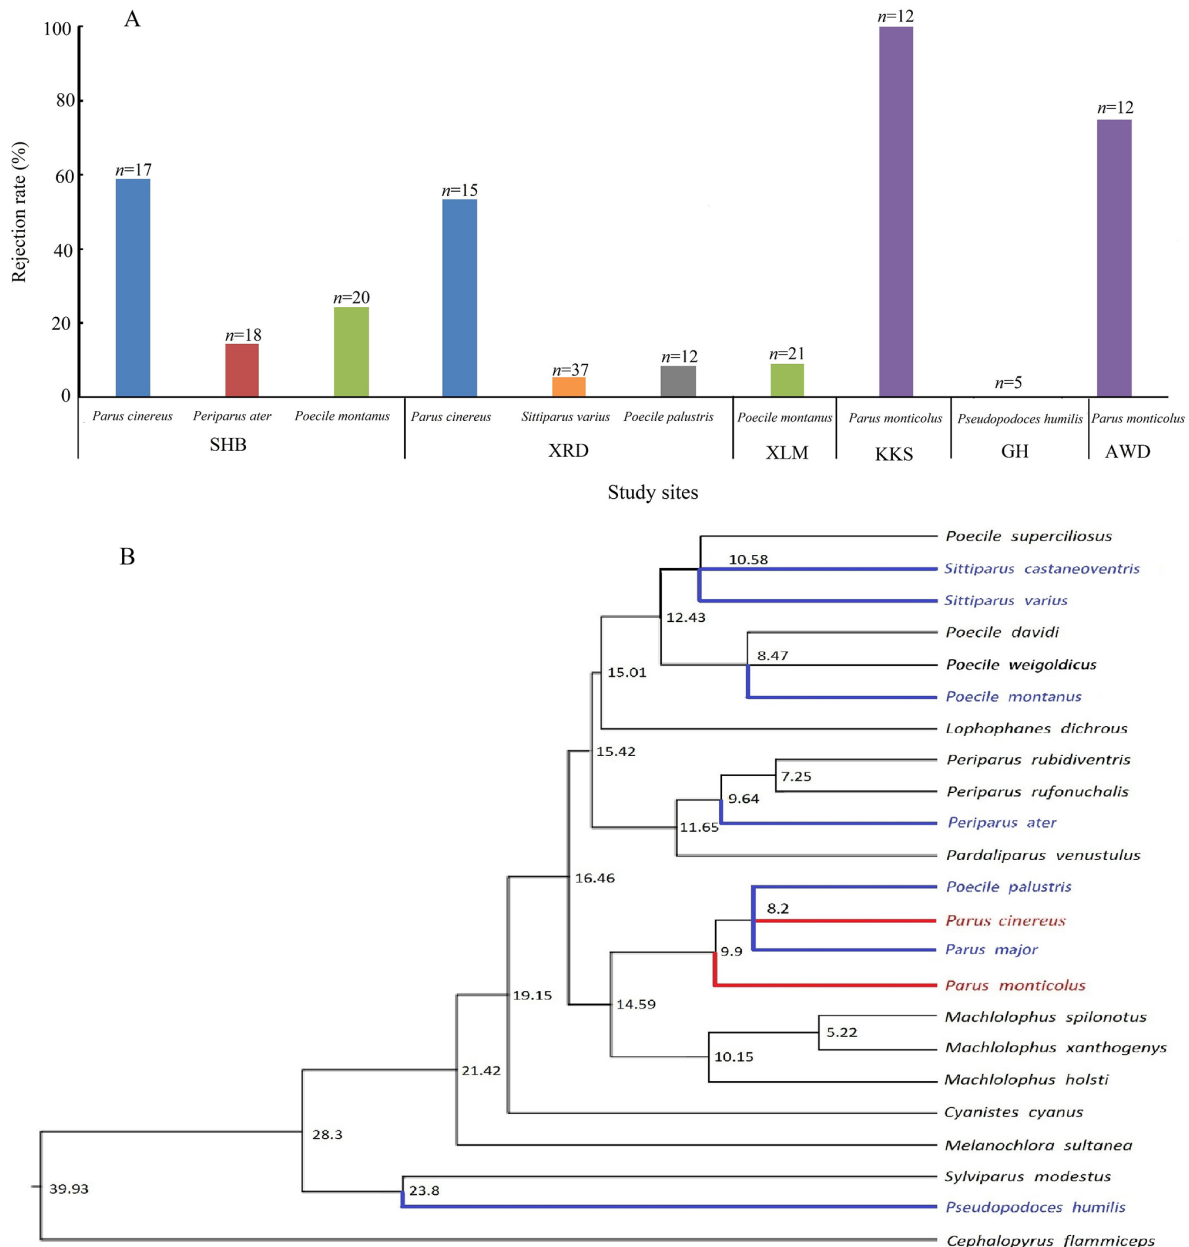 A
n=12
100
80
60
40
20
0
Rejection rate (%)
n=17
n=18
n=20
n=15
n=37
n=12
n=21
n=5
n=12
Parus cinereus
Periparus ater
Poecile montanus
Parus cinereus
Sittiparus varius
Poecile palustris
Poecile montanus
Parus monticolus
Pseudopodoces humilis
Parus monticolus
SHB
XRD
XLM
KKS
GH
AWD
Study sites
B
Poecile superciliosus
10.58
Sittiparus castaneoventris
Sittiparus varius
12.43
Poecile davidi
8.47
Poecile weigoldicus
15.01
Poecile montanus
Lophophanes dichrous
15.42
Periparus rubidiventris
7.25
Periparus rufonuchalis
9.64
Periparus ater
11.65
Pardaliparus venustulus
16.46
Poecile palustris
8.2
Parus cinereus
Parus major
9.9
Parus monticolus
19.15
14.59
Machlolophus spilonotus
5.22
Machlolophus xanthogenys
10.15
21.42
Machlolophus holsti
Cyanistes cyanus
28.3
Melanochlora sultanea
Sylviparus modestus
39.93
23.8
Pseudopodoces humilis
Cephalopyrus flammiceps